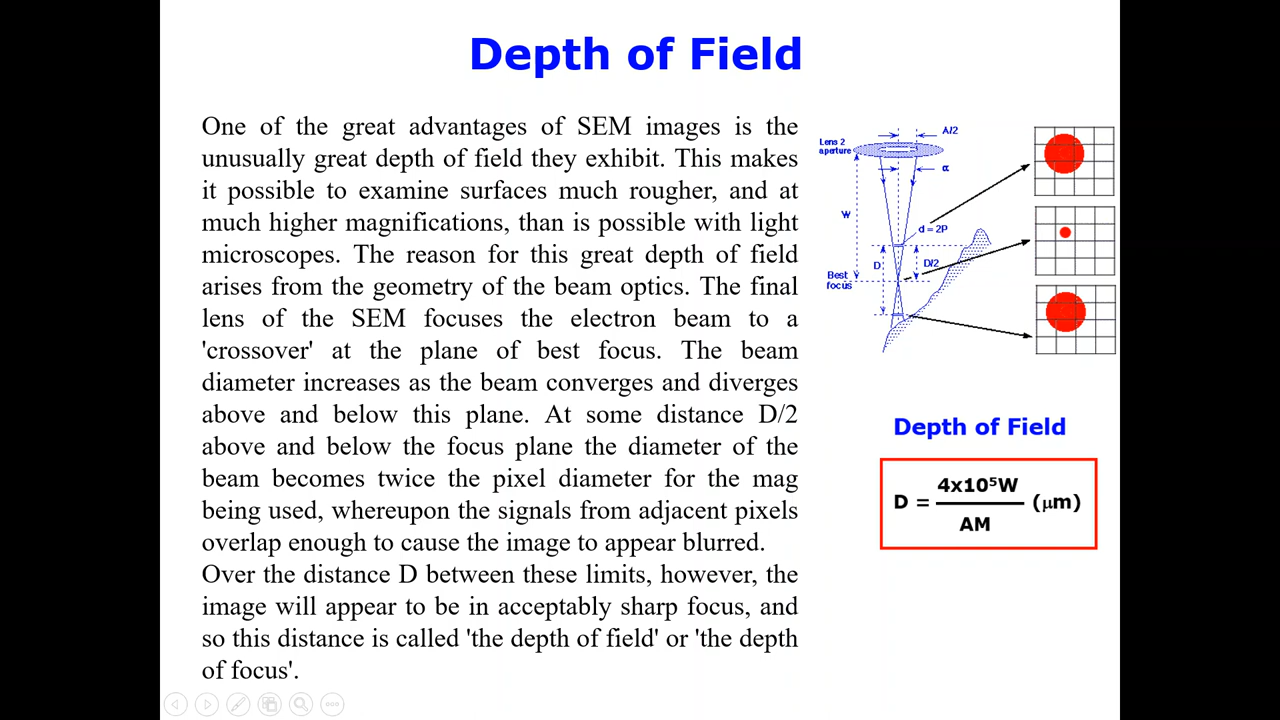 Depth of Field
One of the great advantages of SEM images is the
unusually great depth of field they exhibit. This makes
it possible to examine surfaces much rougher, and at
much higher magnifications, than is possible with light
microscopes. The reason for this great depth of field
arises from the geometry of the beam optics. The final
lens of the SEM focuses the electron beam to a
'crossover' at the plane of best focus. The beam
diameter increases as the beam converges and diverges
above and below this plane. At some distance D/2
above and below the focus plane the diameter of the
beam becomes twice the pixel diameter for the mag
being used, whereupon the signals from adjacent pixels
overlap enough to cause the image to appear blurred.
Over the distance D between these limits, however, the
image will appear to be in acceptably sharp focus, and
so this distance is called 'the depth of field' or 'the depth
of focus'.
A/2
Lens 2
aperture
α
W
d = 2P
D
D/2
Best
focus
Depth of Field
4x10⁵W
D = (μm)
AM